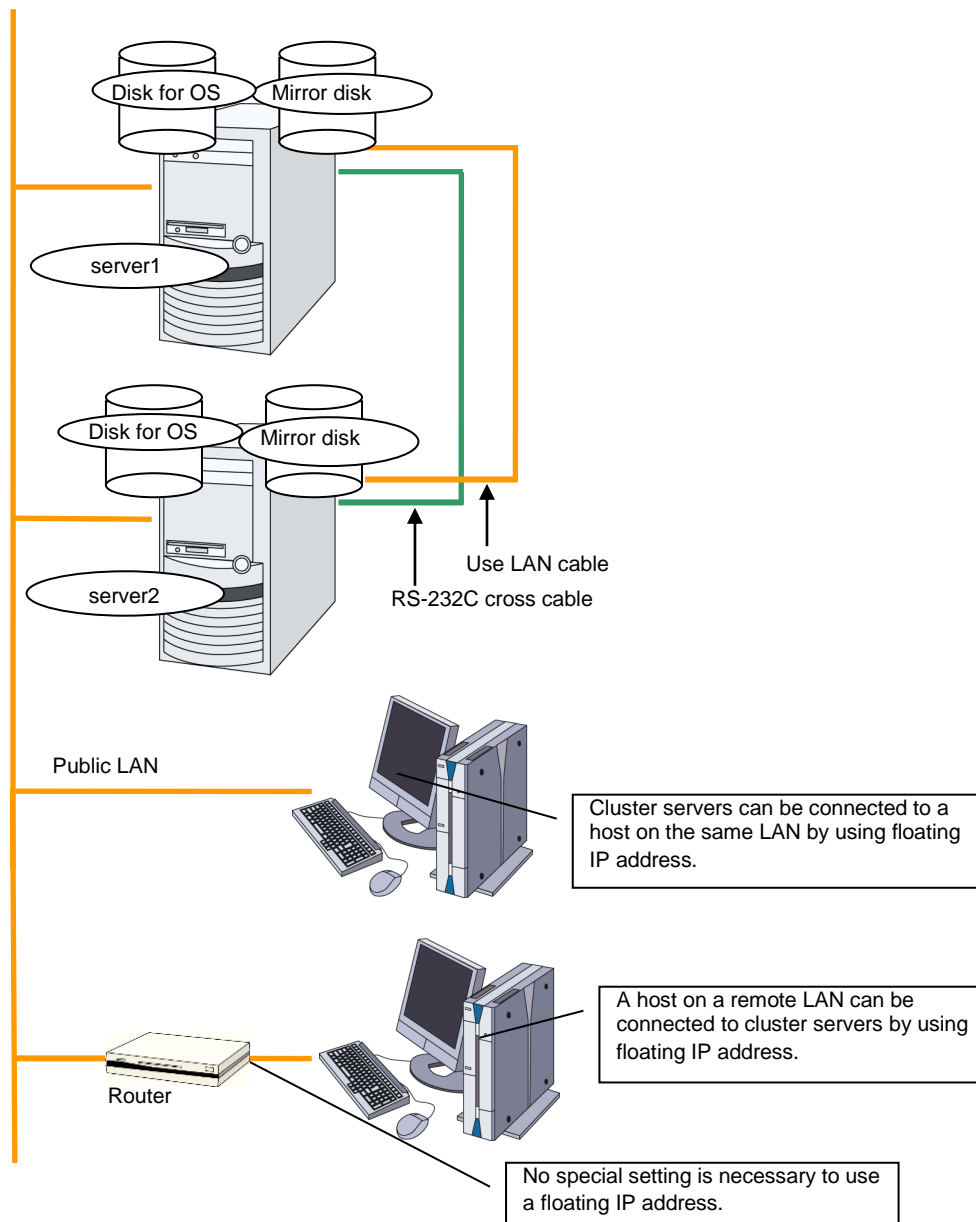 Disk for OS
Mirror disk
server1
Disk for OS
Mirror disk
server2
Use LAN cable
RS-232C cross cable
Public LAN
Cluster servers can be connected to a
host on the same LAN by using floating
IP address.
A host on a remote LAN can be
connected to cluster servers by using
floating IP address.
Router
No special setting is necessary to use
a floating IP address.